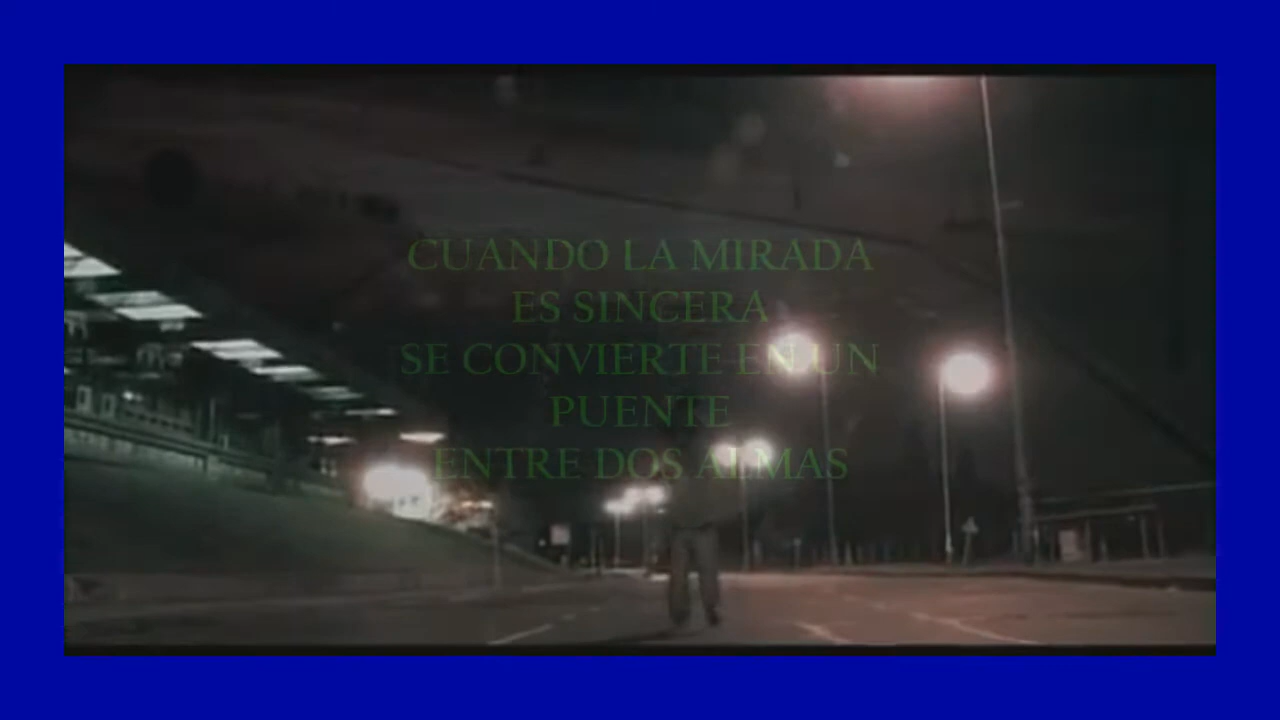 CUANDO LA MIRADA
ES SINCERA
SE CONVIERTE EN UN
PUENTE
ENTRE DOS ALMAS